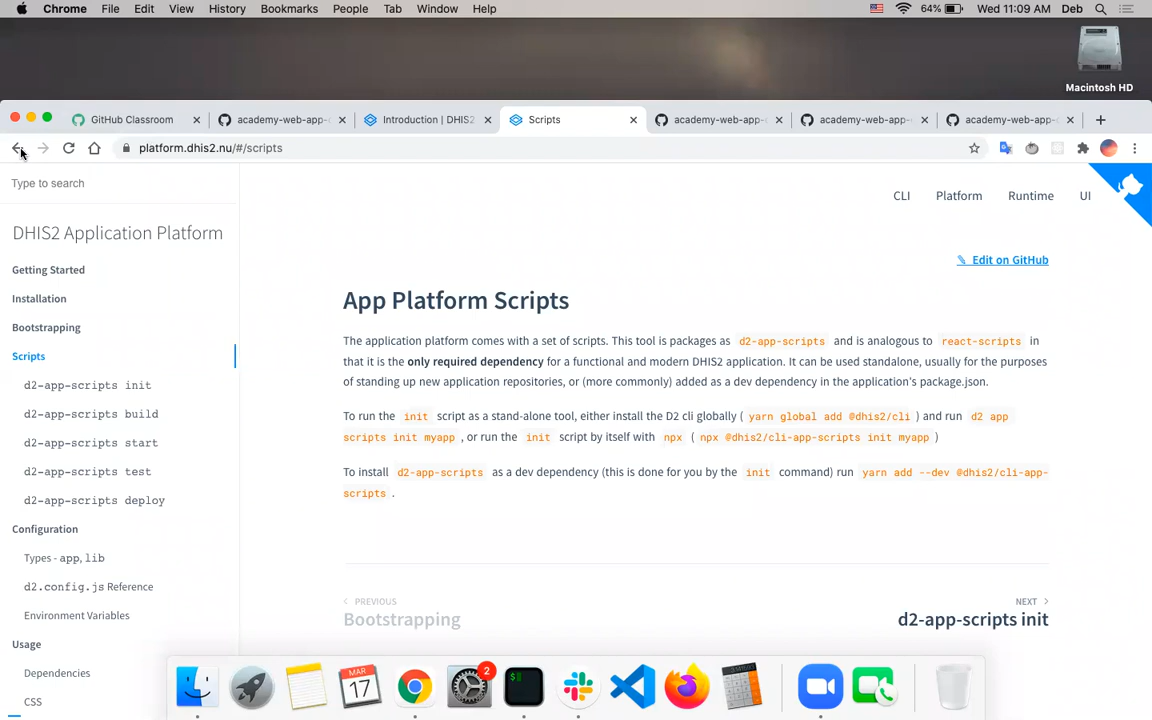 Chrome File Edit View History Bookmarks People Tab Window Help 64% Wed 11:09 AM Deb
Macintosh HD
GitHub Classroom academy-web-app- Introduction | DHIS2 Scripts academy-web-app- academy-web-app- academy-web-app-
platform.dhis2.nu/#/scripts
Type to search
CLI Platform Runtime UI
DHIS2 Application Platform
✎ Edit on GitHub
Getting Started
Installation
Bootstrapping
Scripts
d2-app-scripts init
d2-app-scripts build
d2-app-scripts start
d2-app-scripts test
d2-app-scripts deploy
Configuration
Types - app, lib
d2.config.js Reference
Environment Variables
Usage
Dependencies
CSS
App Platform Scripts
The application platform comes with a set of scripts. This tool is packages as d2-app-scripts and is analogous to react-scripts in
that it is the only required dependency for a functional and modern DHIS2 application. It can be used standalone, usually for the purposes
of standing up new application repositories, or (more commonly) added as a dev dependency in the application's package.json.
To run the init script as a stand-alone tool, either install the D2 cli globally ( yarn global add @dhis2/cli ) and run d2 app
scripts init myapp , or run the init script by itself with npx ( npx @dhis2/cli-app-scripts init myapp )
To install d2-app-scripts as a dev dependency (this is done for you by the init command) run yarn add --dev @dhis2/cli-app-
scripts .
PREVIOUS
Bootstrapping
NEXT
d2-app-scripts init
MAR
17
2